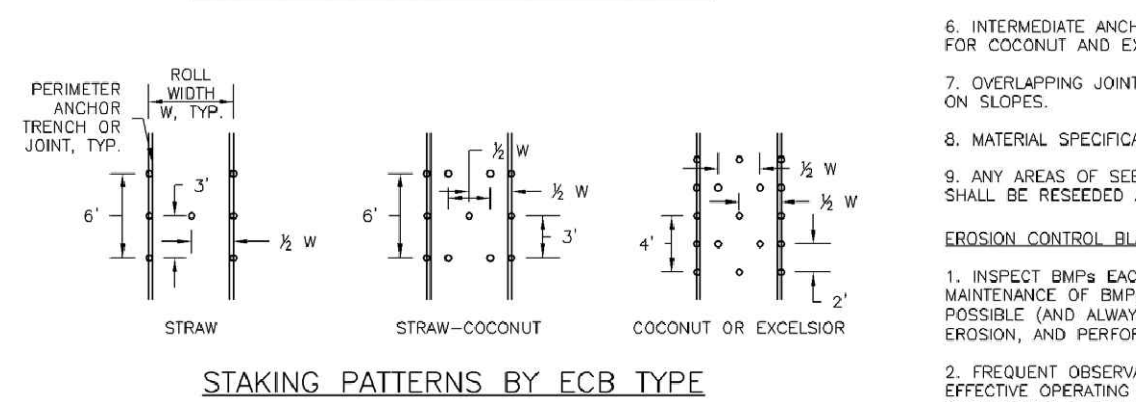 ROLL
WIDTH
W, TYP.
PERIMETER
ANCHOR
TRENCH OR
JOINT, TYP.
3'
6'
½ W
STRAW
½ W
½ W
6'
3'
STRAW-COCONUT
½ W
½ W
4'
2'
COCONUT OR EXCELSIOR
STAKING PATTERNS BY ECB TYPE
6. INTERMEDIATE
FOR COCONUT AND
7. OVERLAPPING
ON SLOPES.
8. MATERIAL
9. ANY AREAS OF
SHALL BE RESEEDED
EROSION CONTROL
1. INSPECT BMPs
MAINTENANCE OF
POSSIBLE (AND
EROSION, AND
2. FREQUENT
EFFECTIVE OPERATING